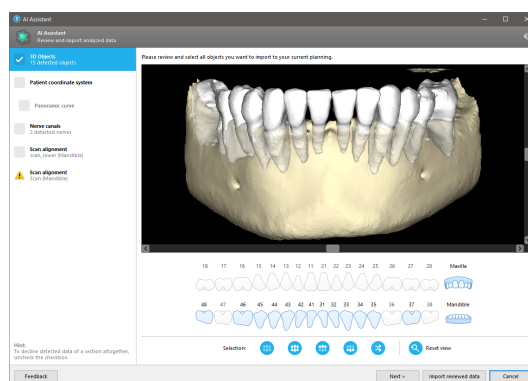 AI Assistant
AI Assistant
Review and import analyzed data
3D Objects
15 detected objects
Patient coordinate system
Panoramic curve
Nerve canals
2 detected nerves
Scan alignment
scan_lower (Mandible)
Scan alignment
Scan (Mandible)
Hint:
To decline detected data of a section altogether,
uncheck the checkbox.
Please review and select all objects you want to import to your current planning.
18 17 16 15 14 13 12 11 21 22 23 24 25 26 27 28 Maxilla
48 47 46 45 44 43 42 41 31 32 33 34 35 36 37 38 Mandible
Selection: Reset view
Feedback Next > Import reviewed data Cancel